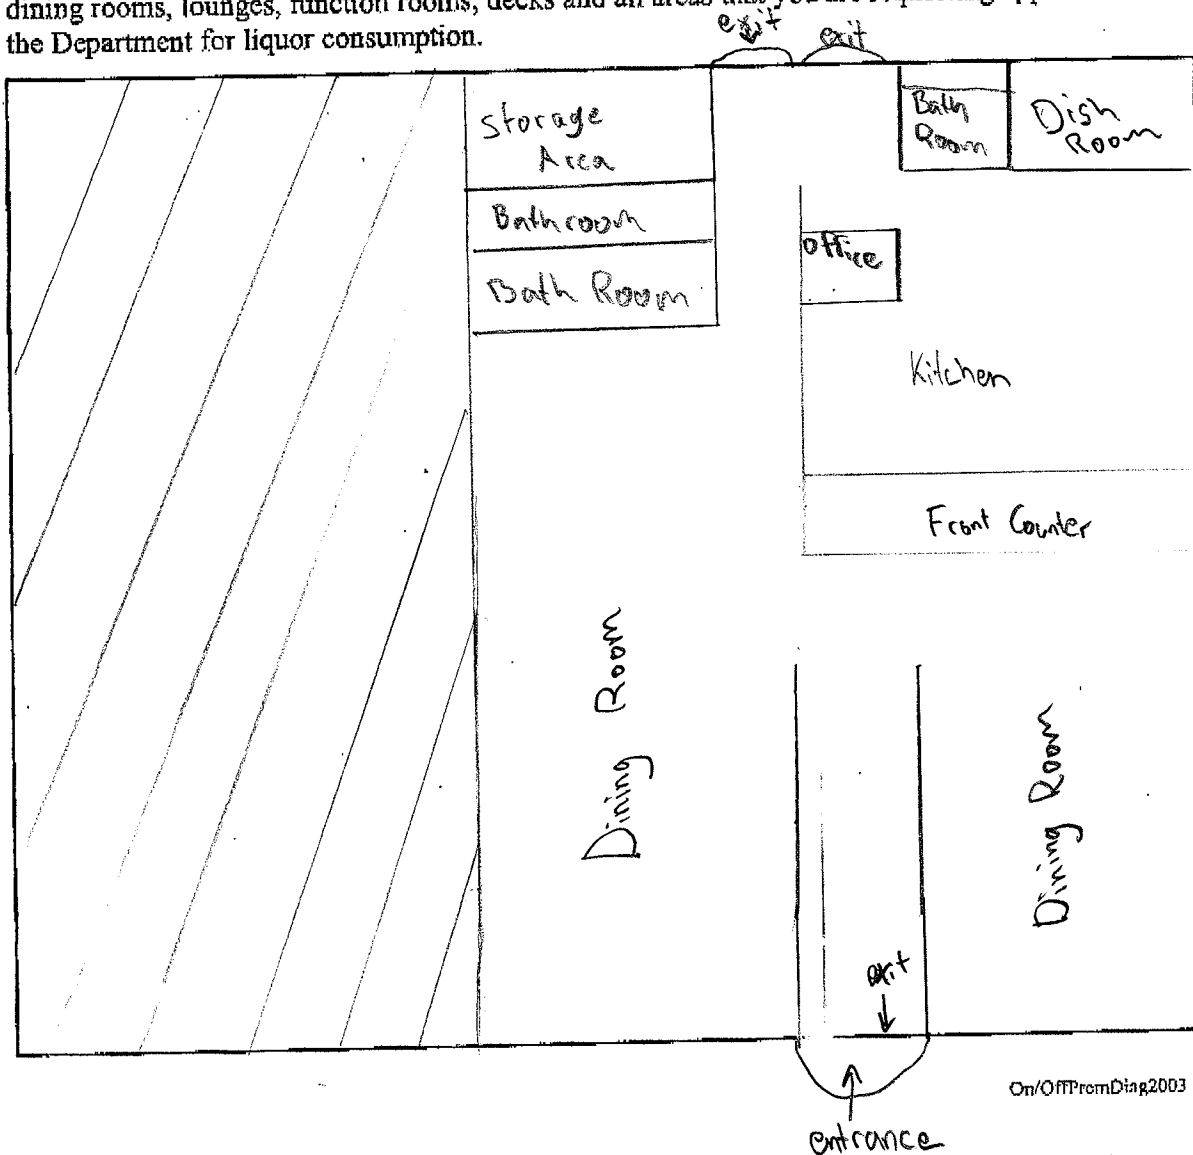 dining rooms, lounges, function rooms, decks and all areas that you are requesting
the Department for liquor consumption.
exit
exit
Storage
Area
Bath
Room
Dish
Room
Bathroom
office
Bath Room
Kitchen
Front Counter
Dining Room
Dining Room
exit
On/OffPremDiag2003
entrance